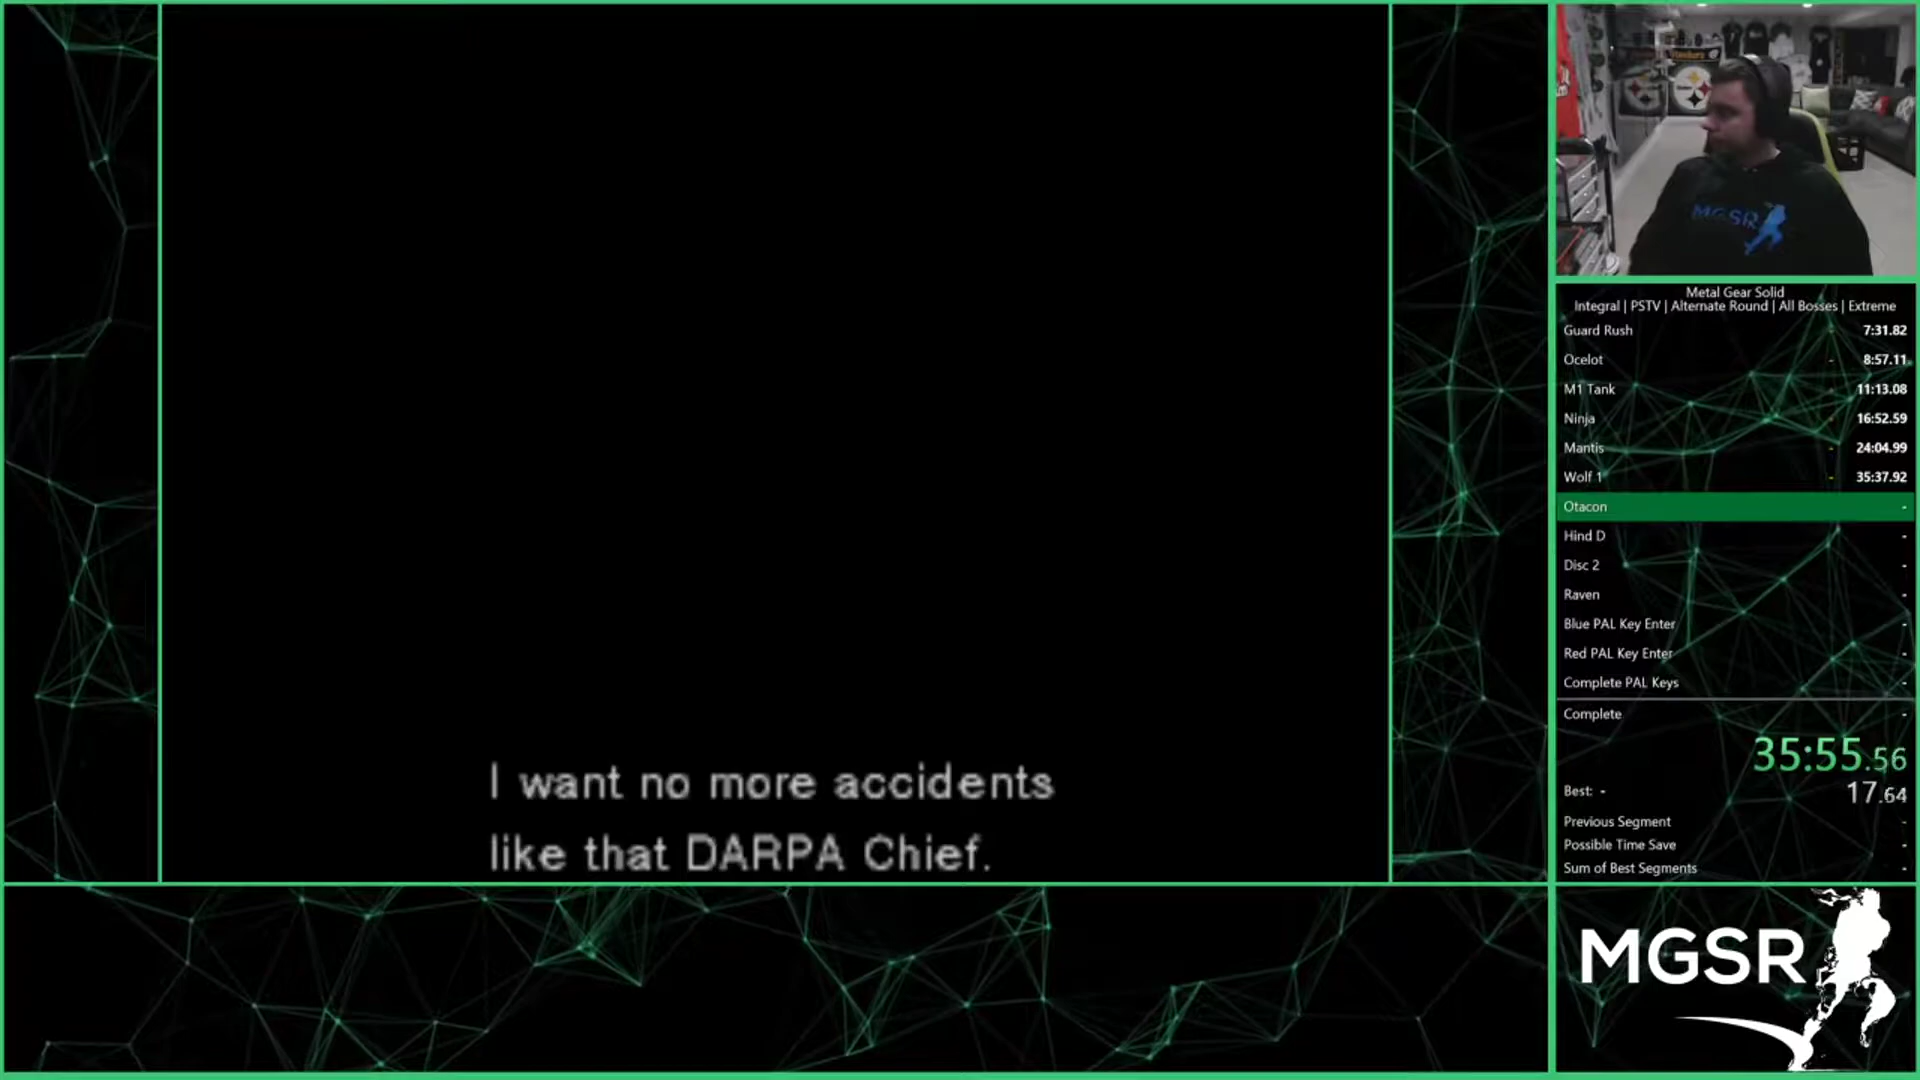 I want no more accidents
like that DARPA Chief.
Steelers
MGSR
Metal Gear Solid
Integral | PSTV | Alternate Round | All Bosses | Extreme
Guard Rush - 7:31.82
Ocelot - 8:57.11
M1 Tank - 11:13.08
Ninja - 16:52.59
Mantis - 24:04.99
Wolf 1 - 35:37.92
Otacon -
Hind D -
Disc 2 -
Raven -
Blue PAL Key Enter -
Red PAL Key Enter -
Complete PAL Keys -
Complete -
35:55.56
Best: - 17.64
Previous Segment -
Possible Time Save -
Sum of Best Segments -
MGSR